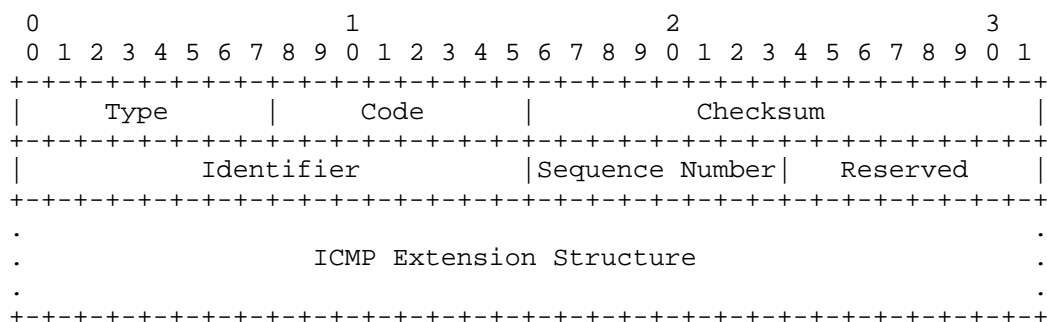 0                   1                   2                   3
 0 1 2 3 4 5 6 7 8 9 0 1 2 3 4 5 6 7 8 9 0 1 2 3 4 5 6 7 8 9 0 1
+-+-+-+-+-+-+-+-+-+-+-+-+-+-+-+-+-+-+-+-+-+-+-+-+-+-+-+-+-+-+-+-+
|     Type      |     Code      |          Checksum             |
+-+-+-+-+-+-+-+-+-+-+-+-+-+-+-+-+-+-+-+-+-+-+-+-+-+-+-+-+-+-+-+-+
|           Identifier          |Sequence Number|   Reserved    |
+-+-+-+-+-+-+-+-+-+-+-+-+-+-+-+-+-+-+-+-+-+-+-+-+-+-+-+-+-+-+-+-+
.                                                               .
.                  ICMP Extension Structure                     .
.                                                               .
+-+-+-+-+-+-+-+-+-+-+-+-+-+-+-+-+-+-+-+-+-+-+-+-+-+-+-+-+-+-+-+-+